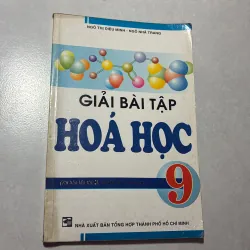 NGÔ THỊ DIỆU MINH - NGÔ NHÃ TRANG
GIẢI BÀI TẬP
HOÁ HỌC
9
NHÀ XUẤT BẢN TỔNG HỢP THÀNH PHỐ HỒ CHÍ MINH